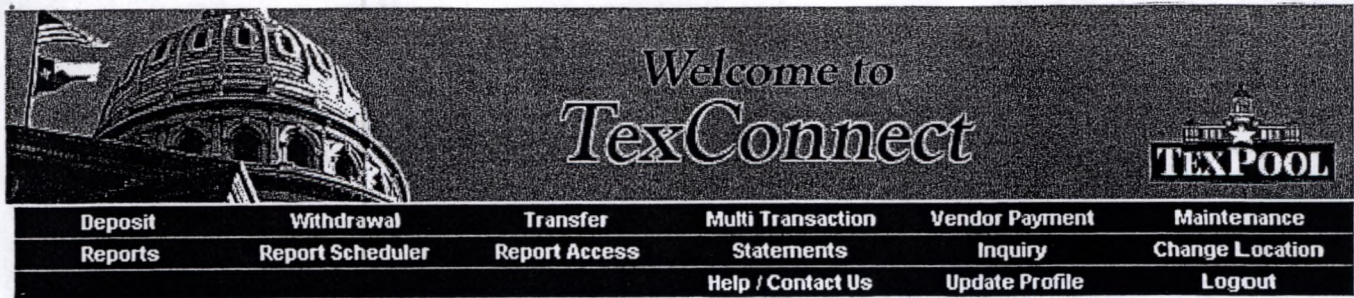 Welcome to
TexConnect
TEXPOOL
Deposit Withdrawal Transfer Multi Transaction Vendor Payment Maintenance
Reports Report Scheduler Report Access Statements Inquiry Change Location
Help / Contact Us Update Profile Logout